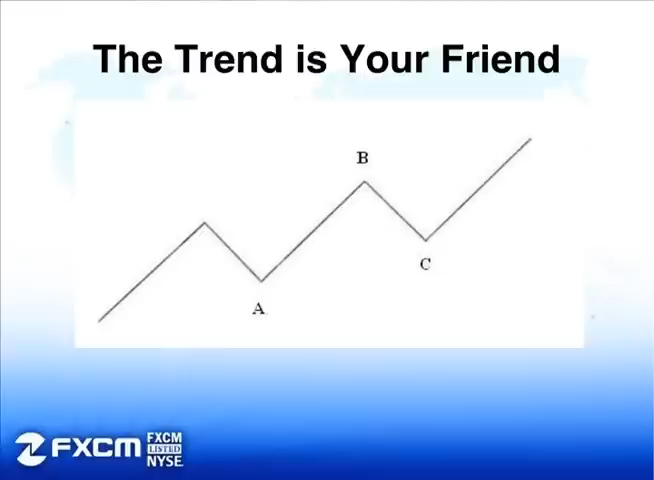 The Trend is Your Friend
B
C
A
FXCM
FXCM
LISTED
NYSE